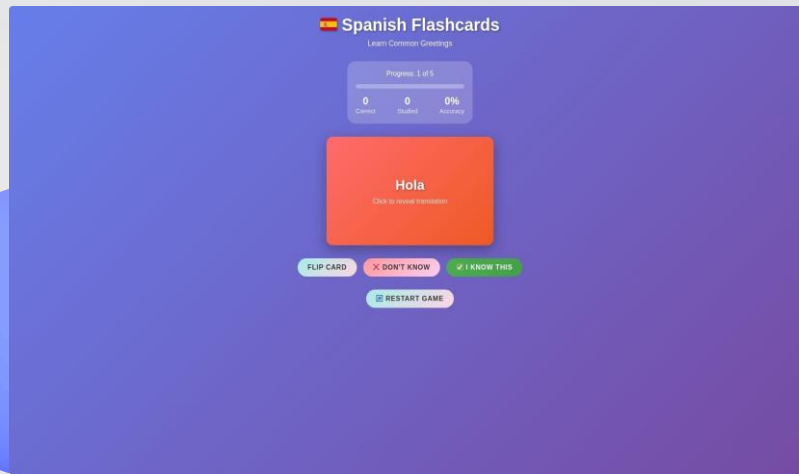 🇪🇸 Spanish Flashcards
Learn Common Greetings
Progress: 1 of 5
0 0 0%
Correct Studied Accuracy
Hola
Click to reveal translation
FLIP CARD ❌ DON'T KNOW ✅ I KNOW THIS
🔄 RESTART GAME